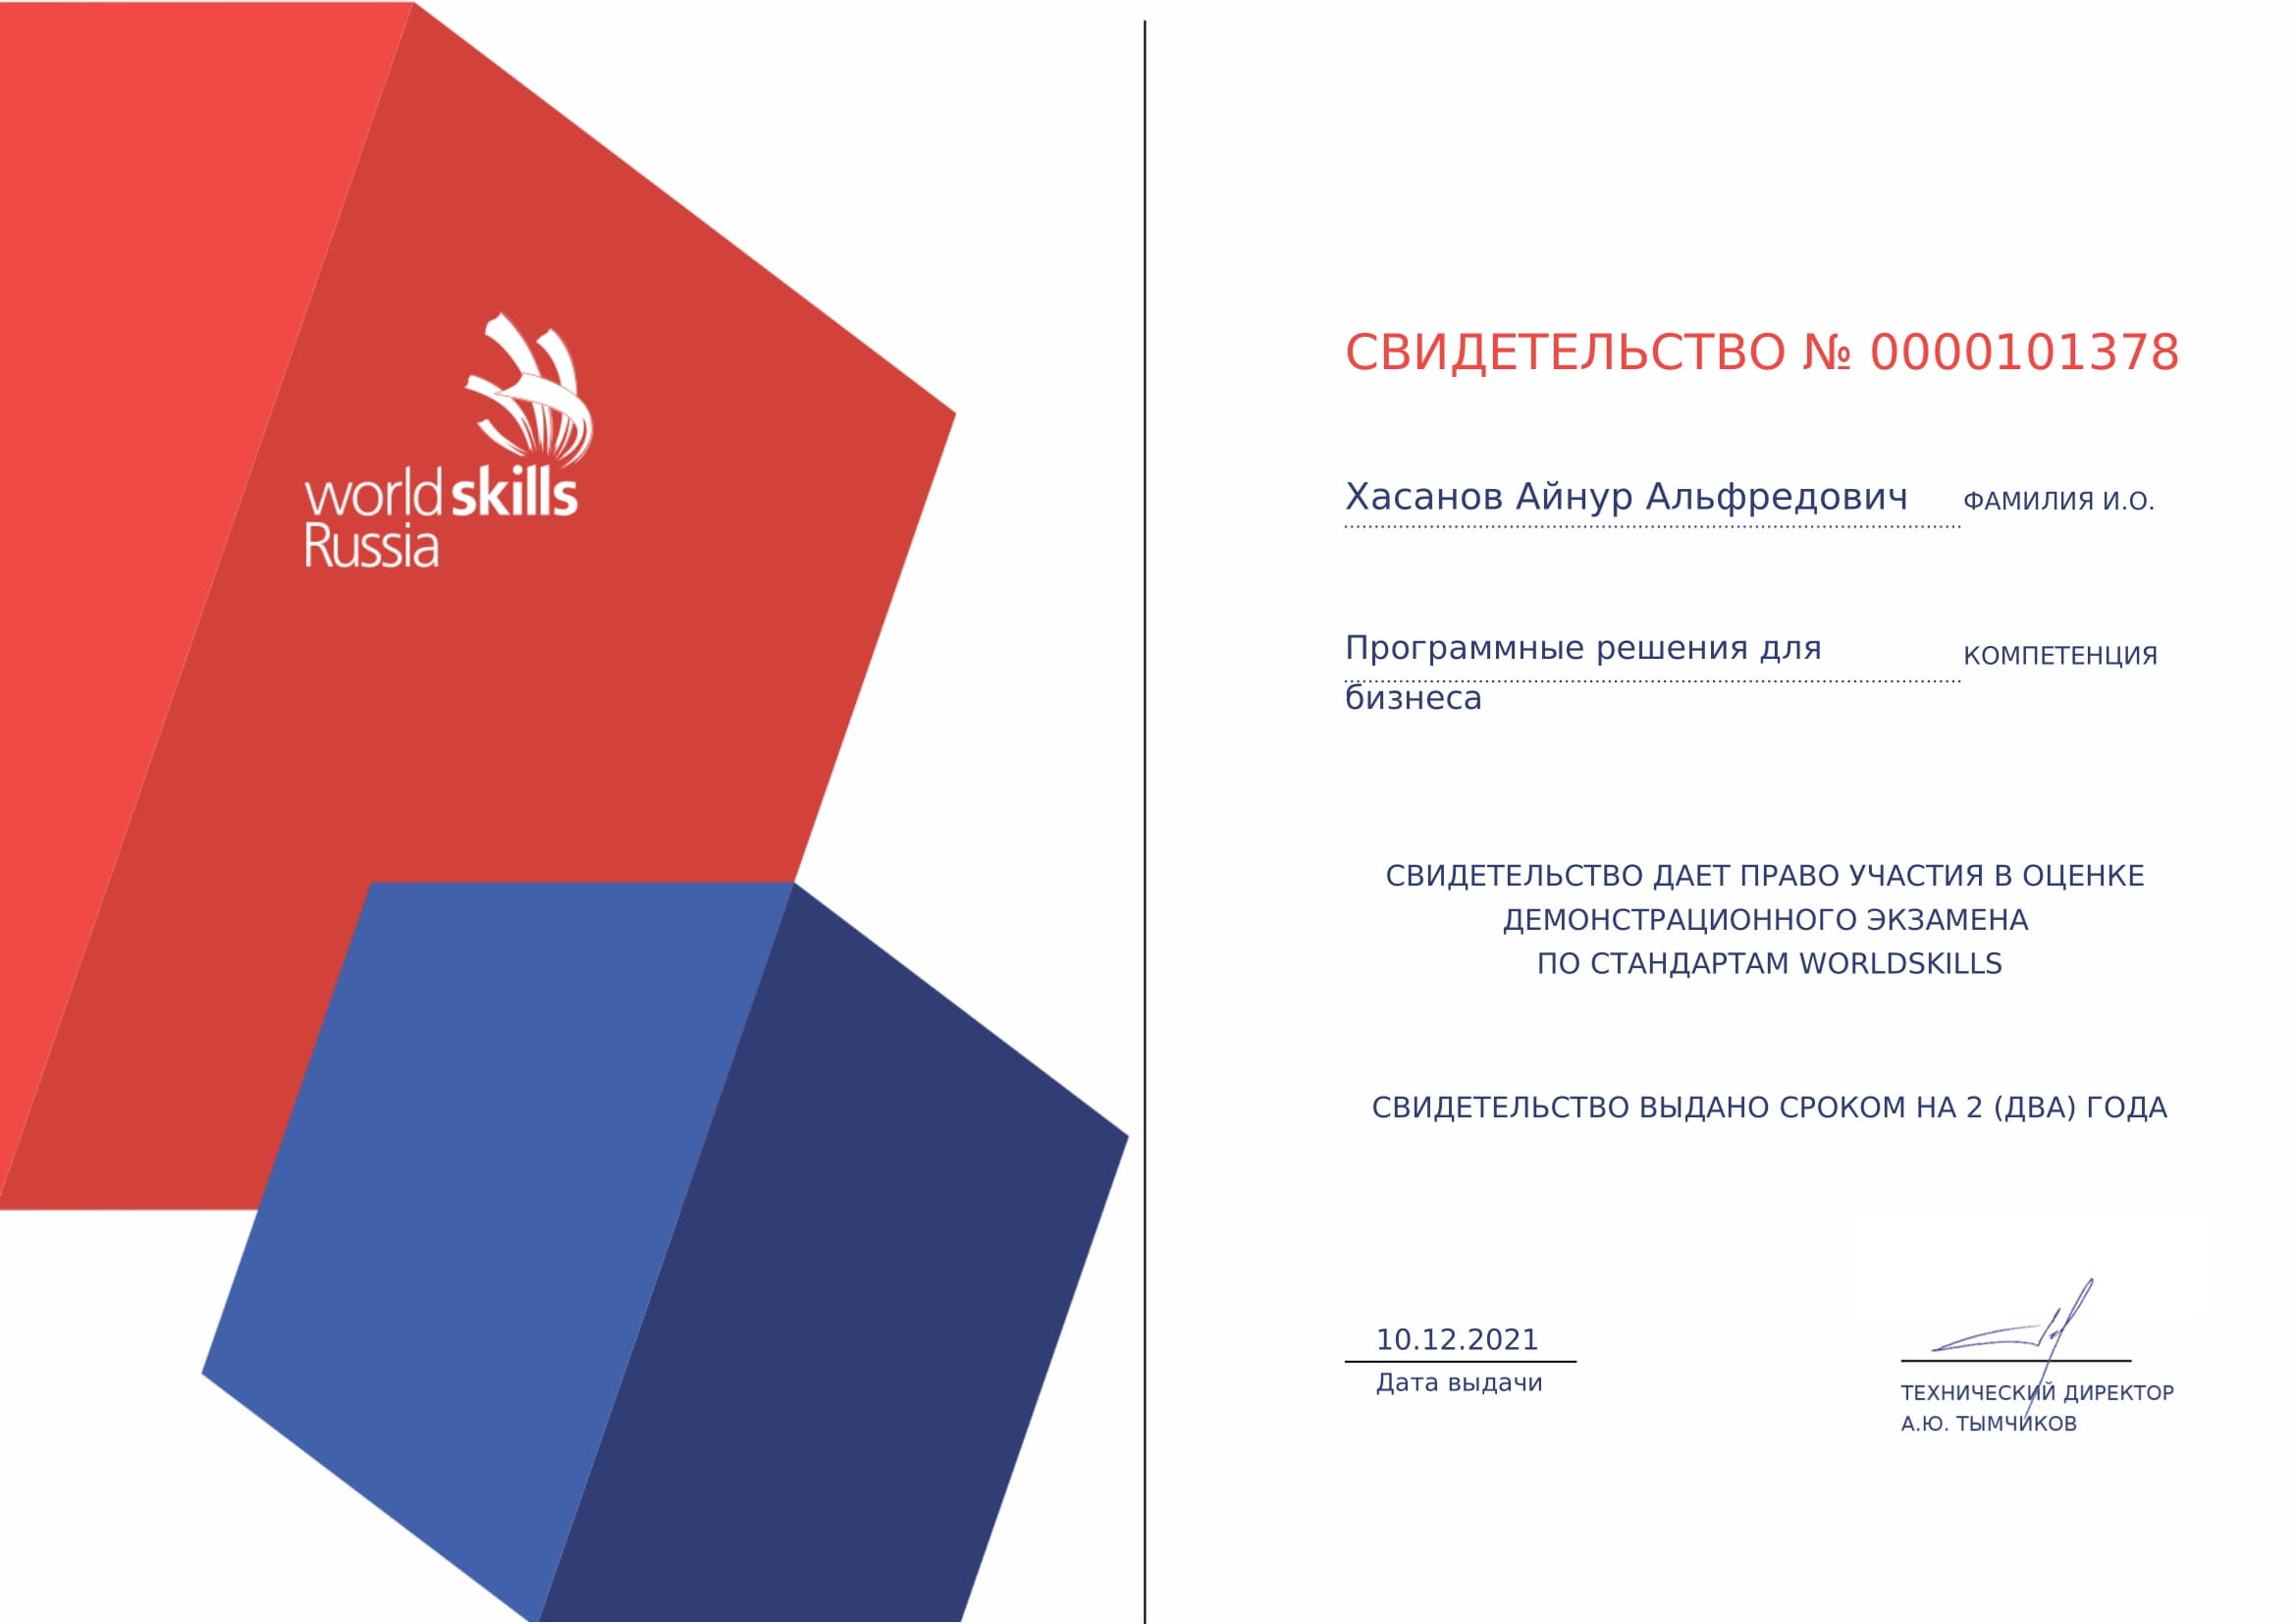 world skills
Russia
СВИДЕТЕЛЬСТВО № 0000101378
Хасанов Айнур Альфредович ФАМИЛИЯ И.О.
Программные решения для КОМПЕТЕНЦИЯ
бизнеса
СВИДЕТЕЛЬСТВО ДАЕТ ПРАВО УЧАСТИЯ В ОЦЕНКЕ
ДЕМОНСТРАЦИОННОГО ЭКЗАМЕНА
ПО СТАНДАРТАМ WORLDSKILLS
СВИДЕТЕЛЬСТВО ВЫДАНО СРОКОМ НА 2 (ДВА) ГОДА
10.12.2021
Дата выдачи
ТЕХНИЧЕСКИЙ ДИРЕКТОР
А.Ю. ТЫМЧИКОВ